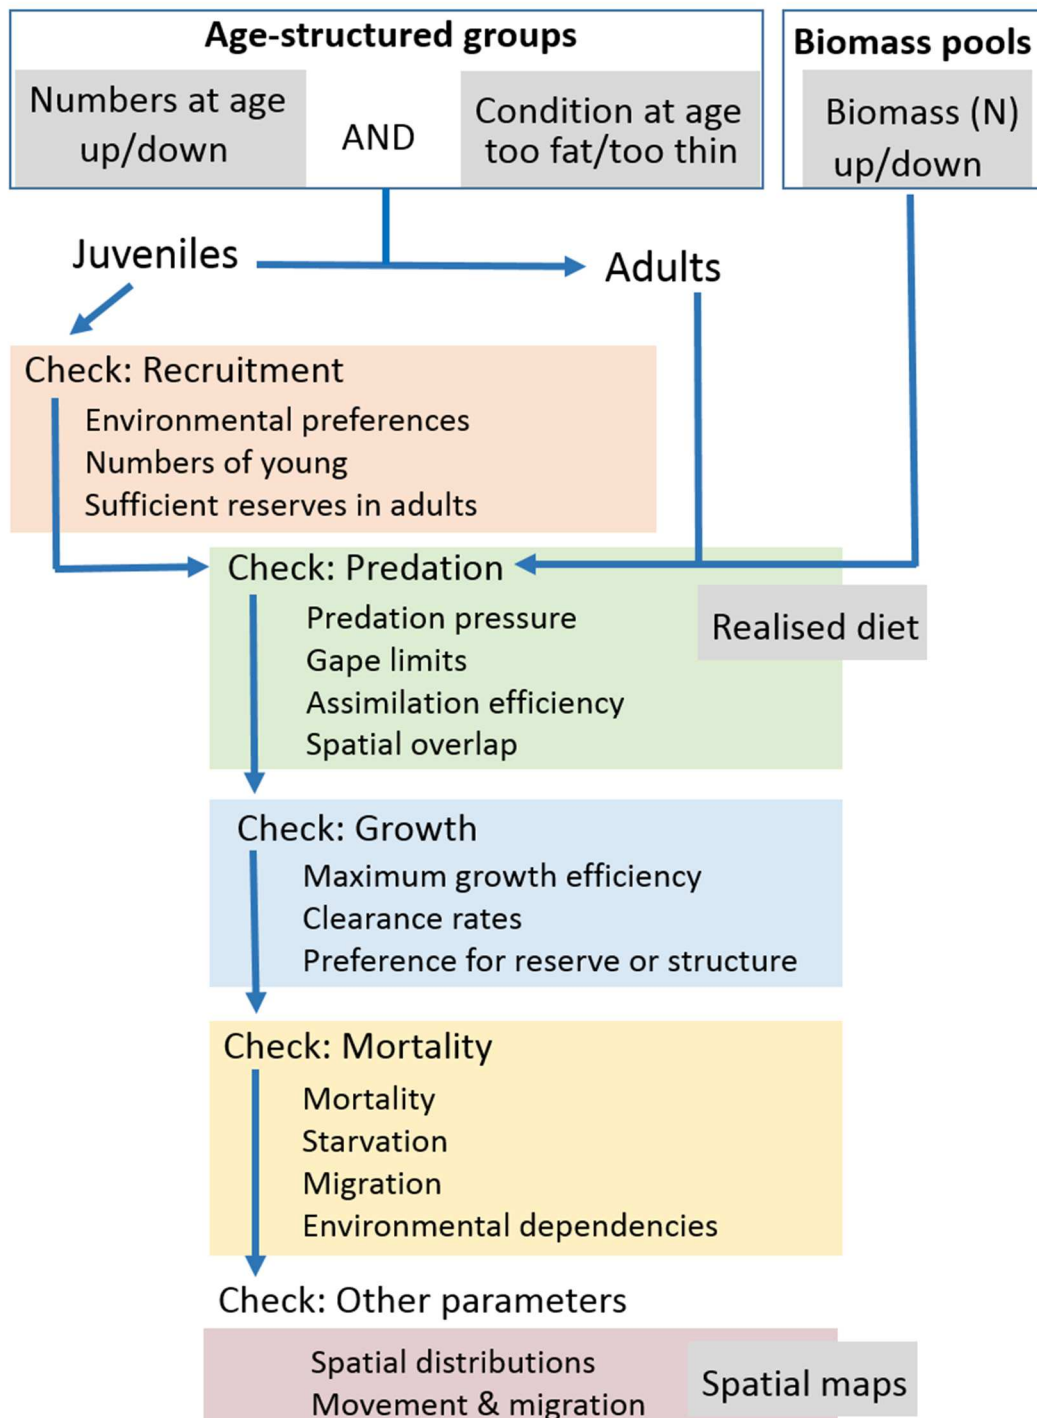 Age-structured groups
Numbers at age
up/down
AND
Condition at age
too fat/too thin
Biomass pools
Biomass (N)
up/down
Juveniles
Adults
Check: Recruitment
Environmental preferences
Numbers of young
Sufficient reserves in adults
Check: Predation
Predation pressure
Gape limits
Assimilation efficiency
Spatial overlap
Realised diet
Check: Growth
Maximum growth efficiency
Clearance rates
Preference for reserve or structure
Check: Mortality
Mortality
Starvation
Migration
Environmental dependencies
Check: Other parameters
Spatial distributions
Movement & migration
Spatial maps